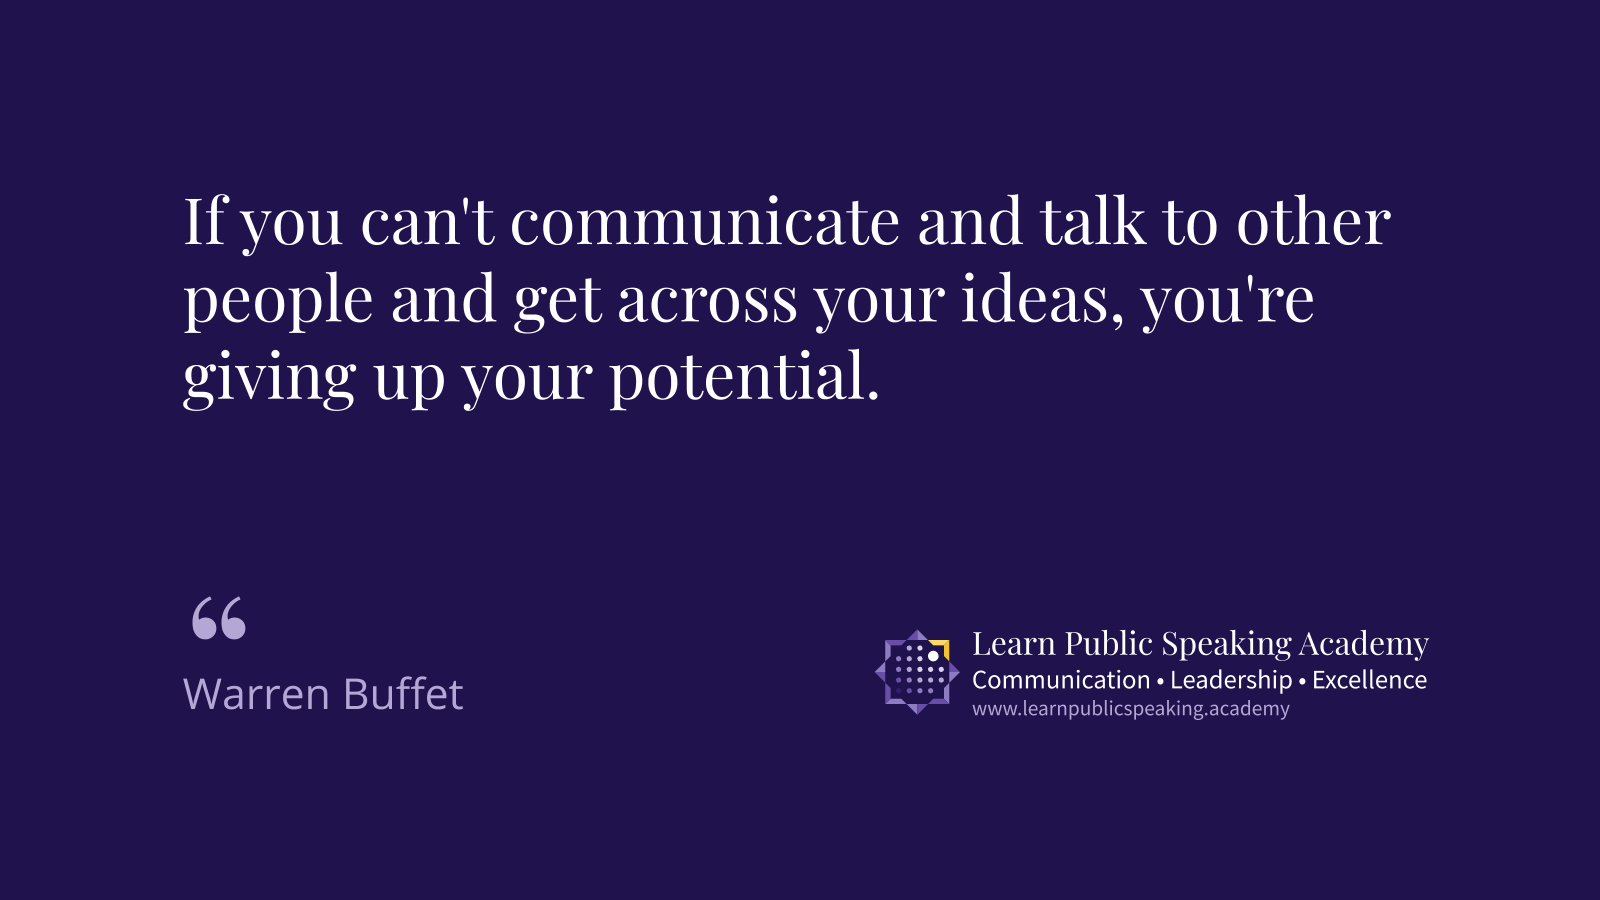 If you can't communicate and talk to other
people and get across your ideas, you're
giving up your potential.
“
Warren Buffet
Learn Public Speaking Academy
Communication • Leadership • Excellence
www.learnpublicspeaking.academy